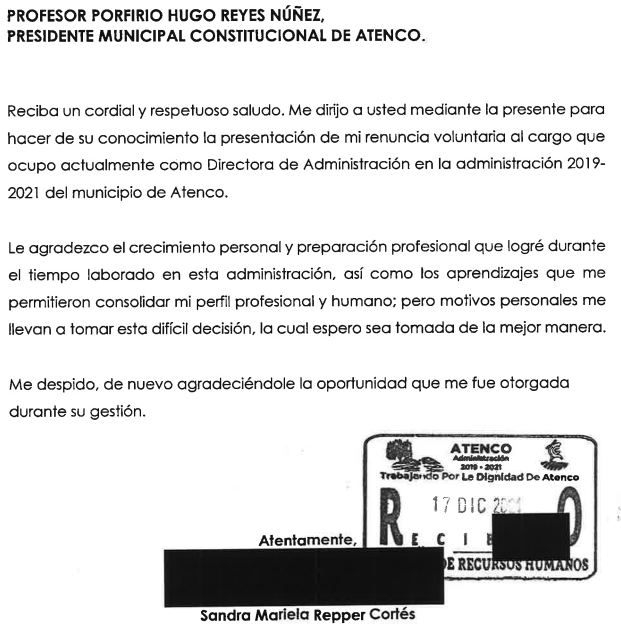 PROFESOR PORFIRIO HUGO REYES NÚÑEZ,
PRESIDENTE MUNICIPAL CONSTITUCIONAL DE ATENCO.
Reciba un cordial y respetuoso saludo. Me dirijo a usted mediante la presente para
hacer de su conocimiento la presentación de mi renuncia voluntaria al cargo que
ocupo actualmente como Directora de Administración en la administración 2019-
2021 del municipio de Atenco.
Le agradezco el crecimiento personal y preparación profesional que logré durante
el tiempo laborado en esta administración, así como los aprendizajes que me
permitieron consolidar mi perfil profesional y humano; pero motivos personales me
llevan a tomar esta difícil decisión, la cual espero sea tomada de la mejor manera.
Me despido, de nuevo agradeciéndole la oportunidad que me fue otorgada
durante su gestión.
ATENCO
Administración
2019 - 2021
Trabajando Por La Dignidad De Atenco
17 DIC
DE RECURSOS HUMANOS
Atentamente,
Sandra Mariela Repper Cortés